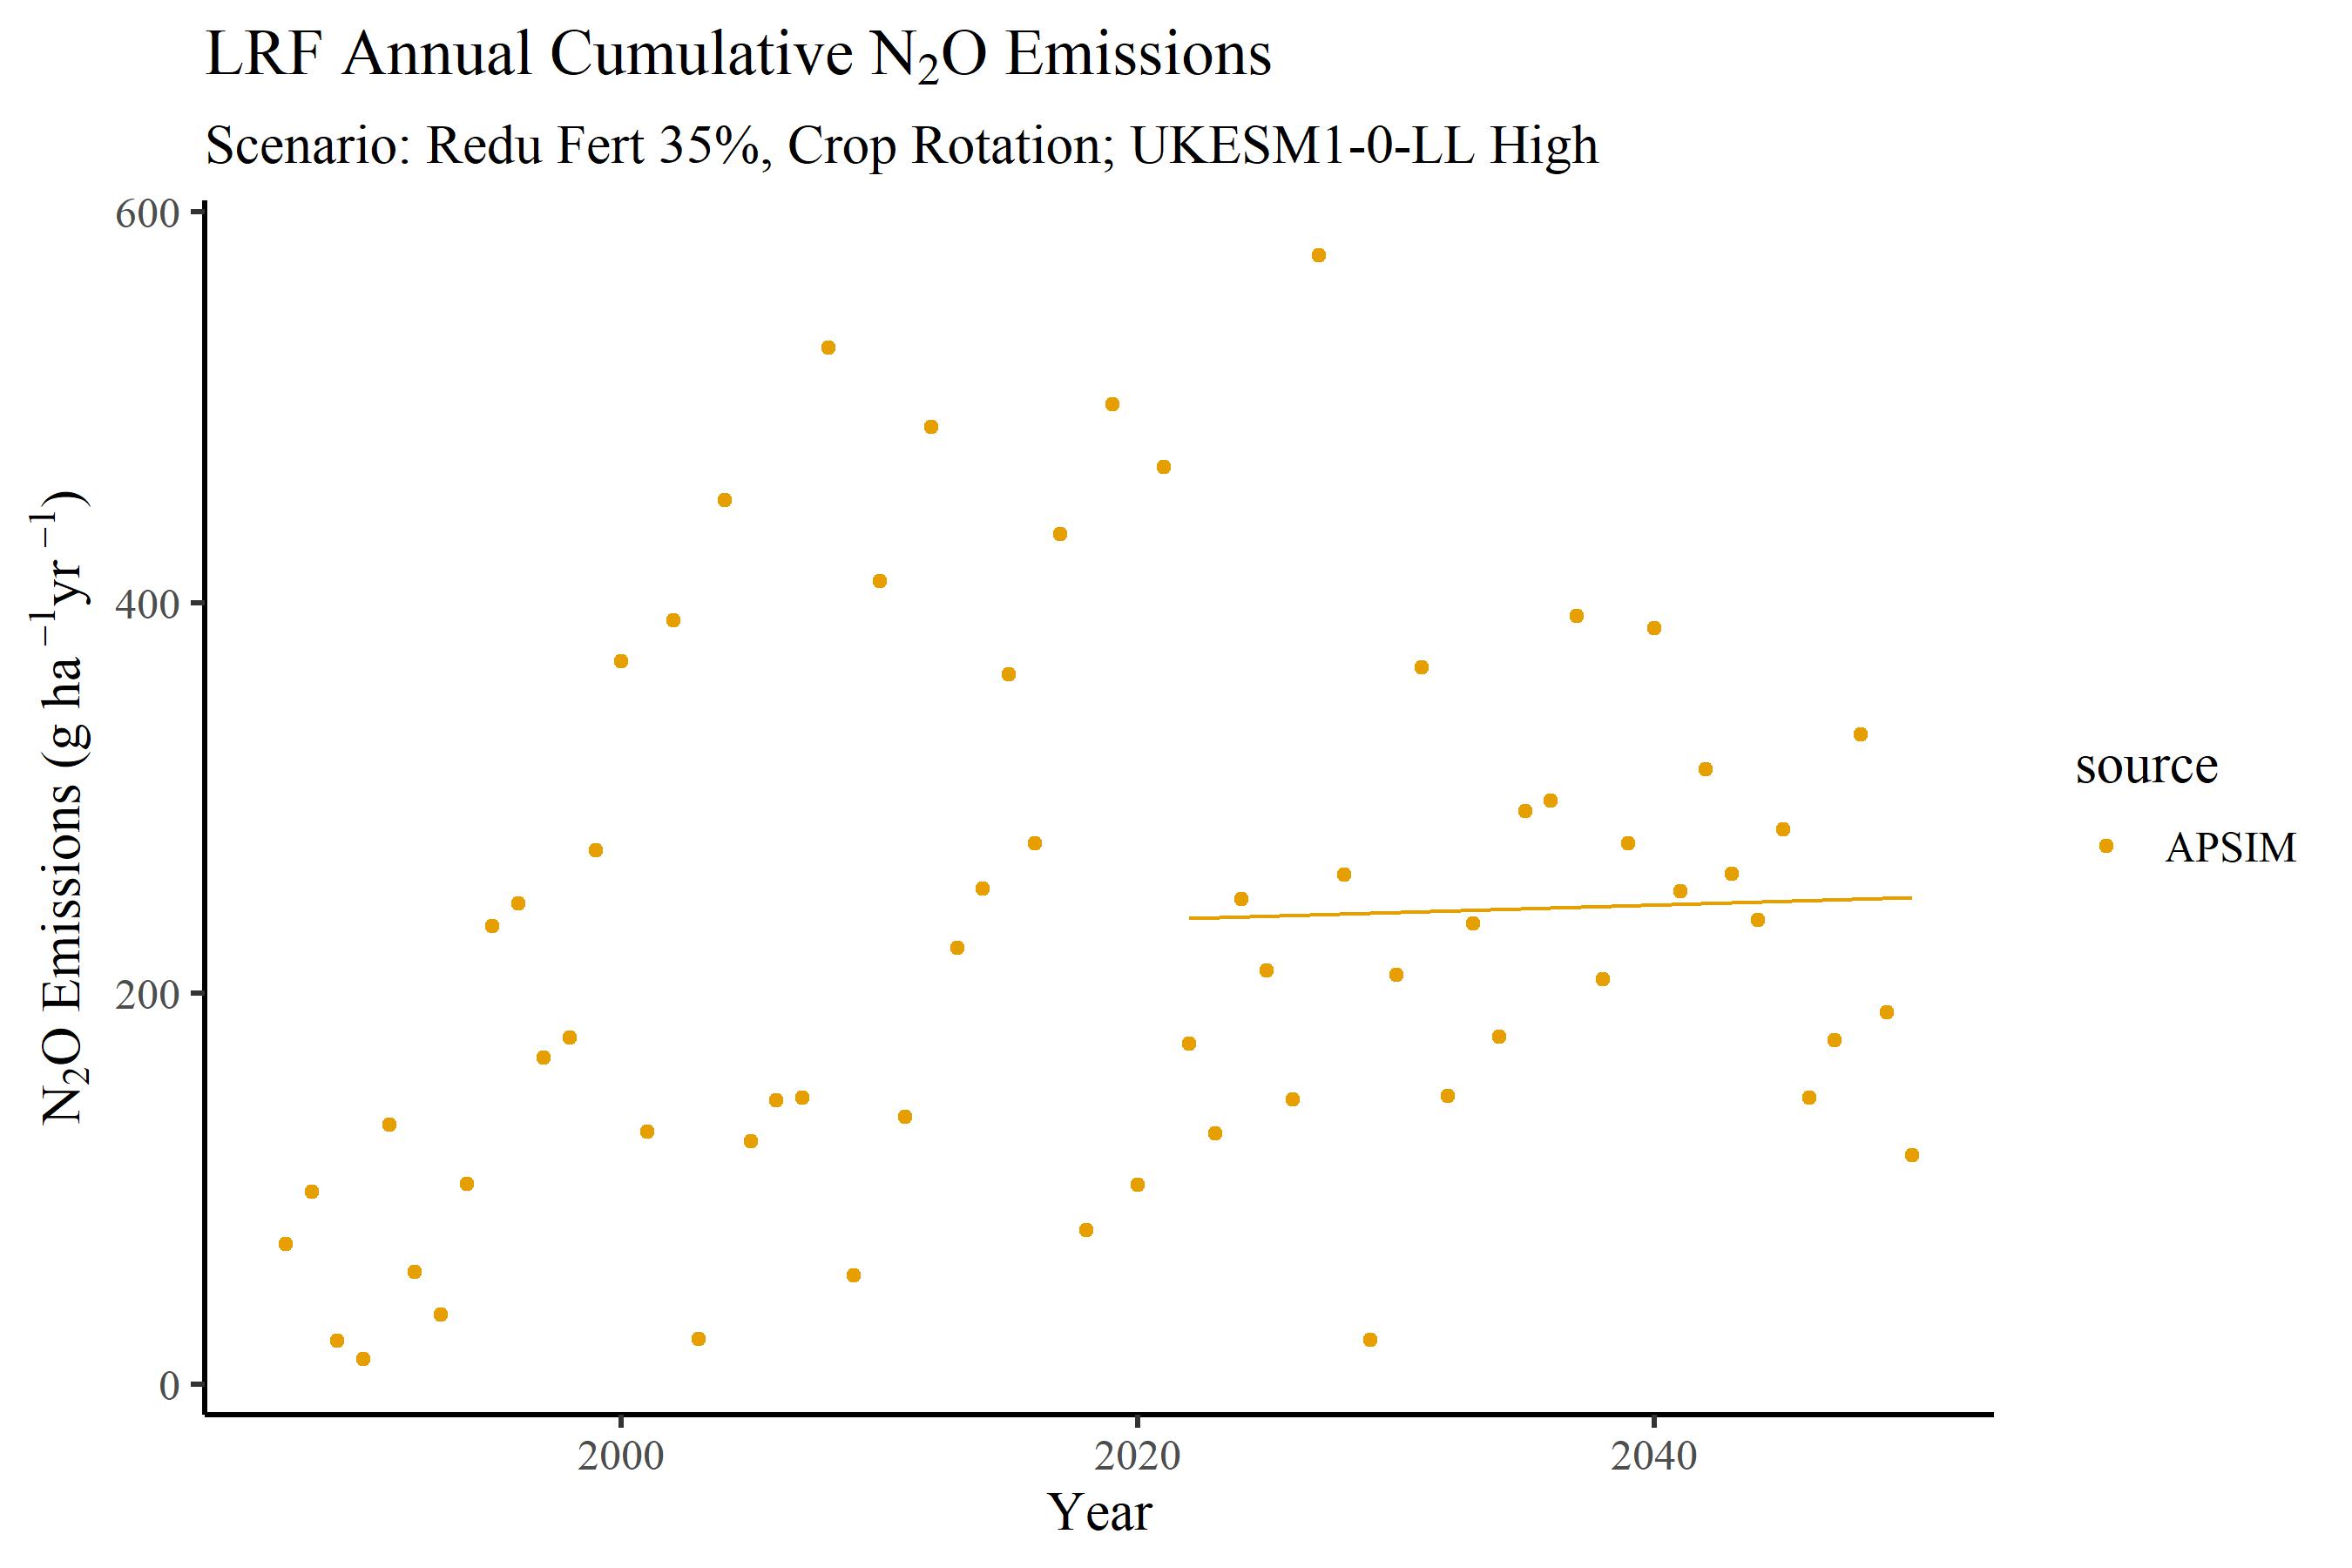 LRF Annual Cumulative N₂O Emissions
Scenario: Redu Fert 35%, Crop Rotation; UKESM1-0-LL High
N₂O Emissions (g ha ⁻¹yr ⁻¹)
600
400
200
0
2000
2020
2040
Year
source
APSIM